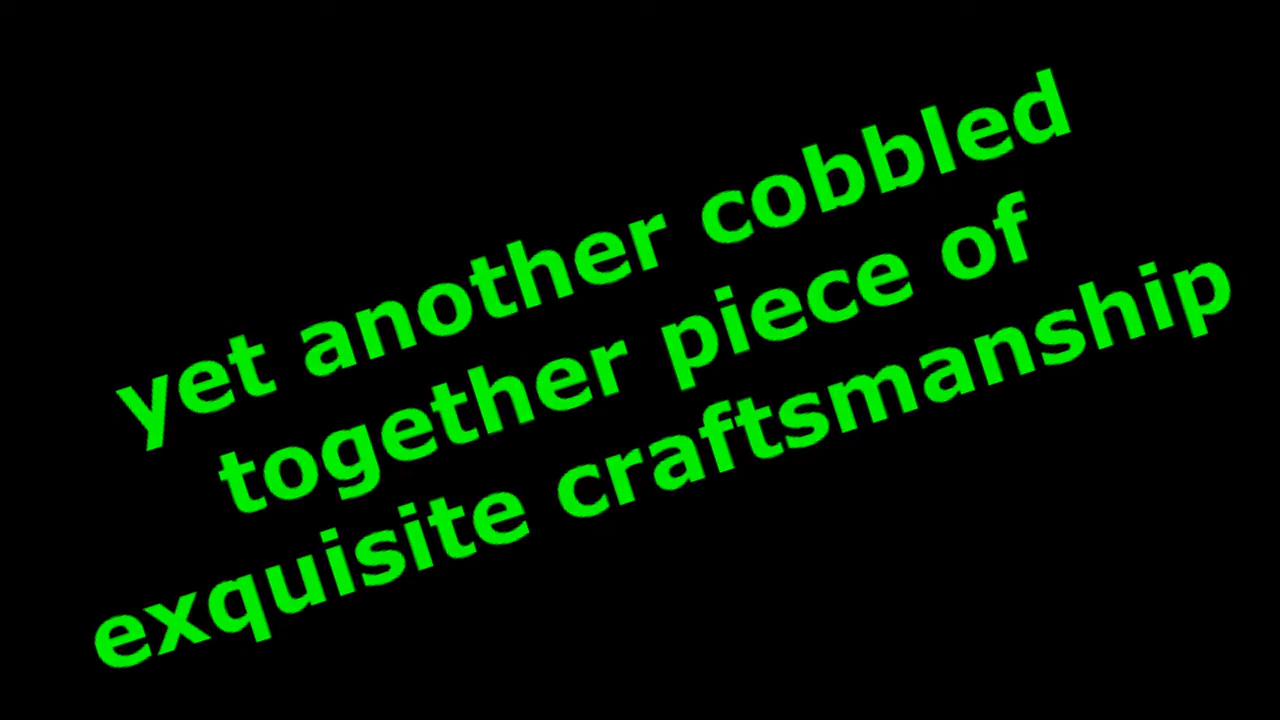 yet another cobbled
together piece of
exquisite craftsmanship